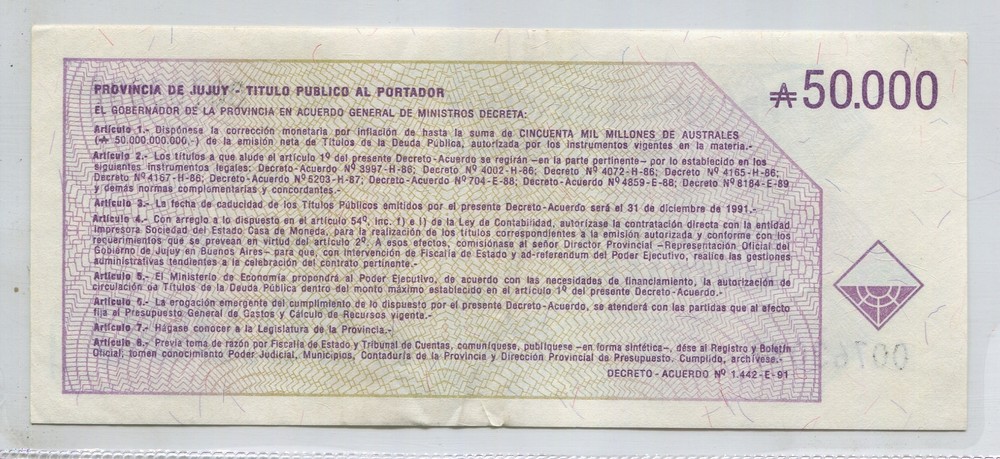 PROVINCIA DE JUJUY - TITULO PUBLICO AL PORTADOR
₳ 50.000
EL GOBERNADOR DE LA PROVINCIA EN ACUERDO GENERAL DE MINISTROS DECRETA:
Artículo 1.- Dispónese la corrección monetaria por inflación de hasta la suma de CINCUENTA MIL MILLONES DE AUSTRALES
(₳ 50.000.000.000.-) de la emisión neta de Títulos de la Deuda Pública, autorizada por los instrumentos vigentes en la materia.-
Artículo 2.- Los títulos a que alude el artículo 1º del presente Decreto-Acuerdo se regirán –en la parte pertinente– por lo establecido en los
siguientes instrumentos legales: Decreto-Acuerdo Nº 3997-H-86; Decreto Nº 4002-H-86; Decreto Nº 4072-H-86; Decreto Nº 4165-H-86;
Decreto Nº 4167-H-86; Decreto-Acuerdo Nº 5203-H-87; Decreto-Acuerdo Nº 704-E-88; Decreto-Acuerdo Nº 4859-E-88; Decreto Nº 8184-E-89
y demás normas complementarias y concordantes.-
Artículo 3.- La fecha de caducidad de los Títulos Públicos emitidos por el presente Decreto-Acuerdo será el 31 de diciembre de 1991.-
Artículo 4.- Con arreglo a lo dispuesto en el artículo 54º, inc. f) e i) de la Ley de Contabilidad, autorízase la contratación directa con la entidad
Impresora Sociedad del Estado Casa de Moneda, para la realización de los títulos correspondientes a la emisión autorizada y conforme con los
requerimientos que se prevean en virtud del artículo 2º. A esos efectos, comisiónase al señor Director Provincial –Representación Oficial del
Gobierno de Jujuy en Buenos Aires– para que, con intervención de Fiscalía de Estado y ad-referendum del Poder Ejecutivo, realice las gestiones
administrativas tendientes a la celebración del contrato pertinente.-
Artículo 5.- El Ministerio de Economía propondrá al Poder Ejecutivo, de acuerdo con las necesidades de financiamiento, la autorización de
circulación de Títulos de la Deuda Pública dentro del monto máximo establecido en el artículo 1º del presente Decreto-Acuerdo.-
Artículo 6.- La erogación emergente del cumplimiento de lo dispuesto por el presente Decreto-Acuerdo, se atenderá con las partidas que al efecto
fija el Presupuesto General de Gastos y Cálculo de Recursos vigente.-
Artículo 7.- Hágase conocer a la Legislatura de la Provincia.-
Artículo 8.- Previa toma de razón por Fiscalía de Estado y Tribunal de Cuentas, comuníquese, publíquese –en forma sintética–, dése al Registro y Boletín
Oficial, tomen conocimiento Poder Judicial, Municipios, Contaduría de la Provincia y Dirección Provincial de Presupuesto. Cumplido, archívese.-
DECRETO - ACUERDO Nº 1.442-E-91